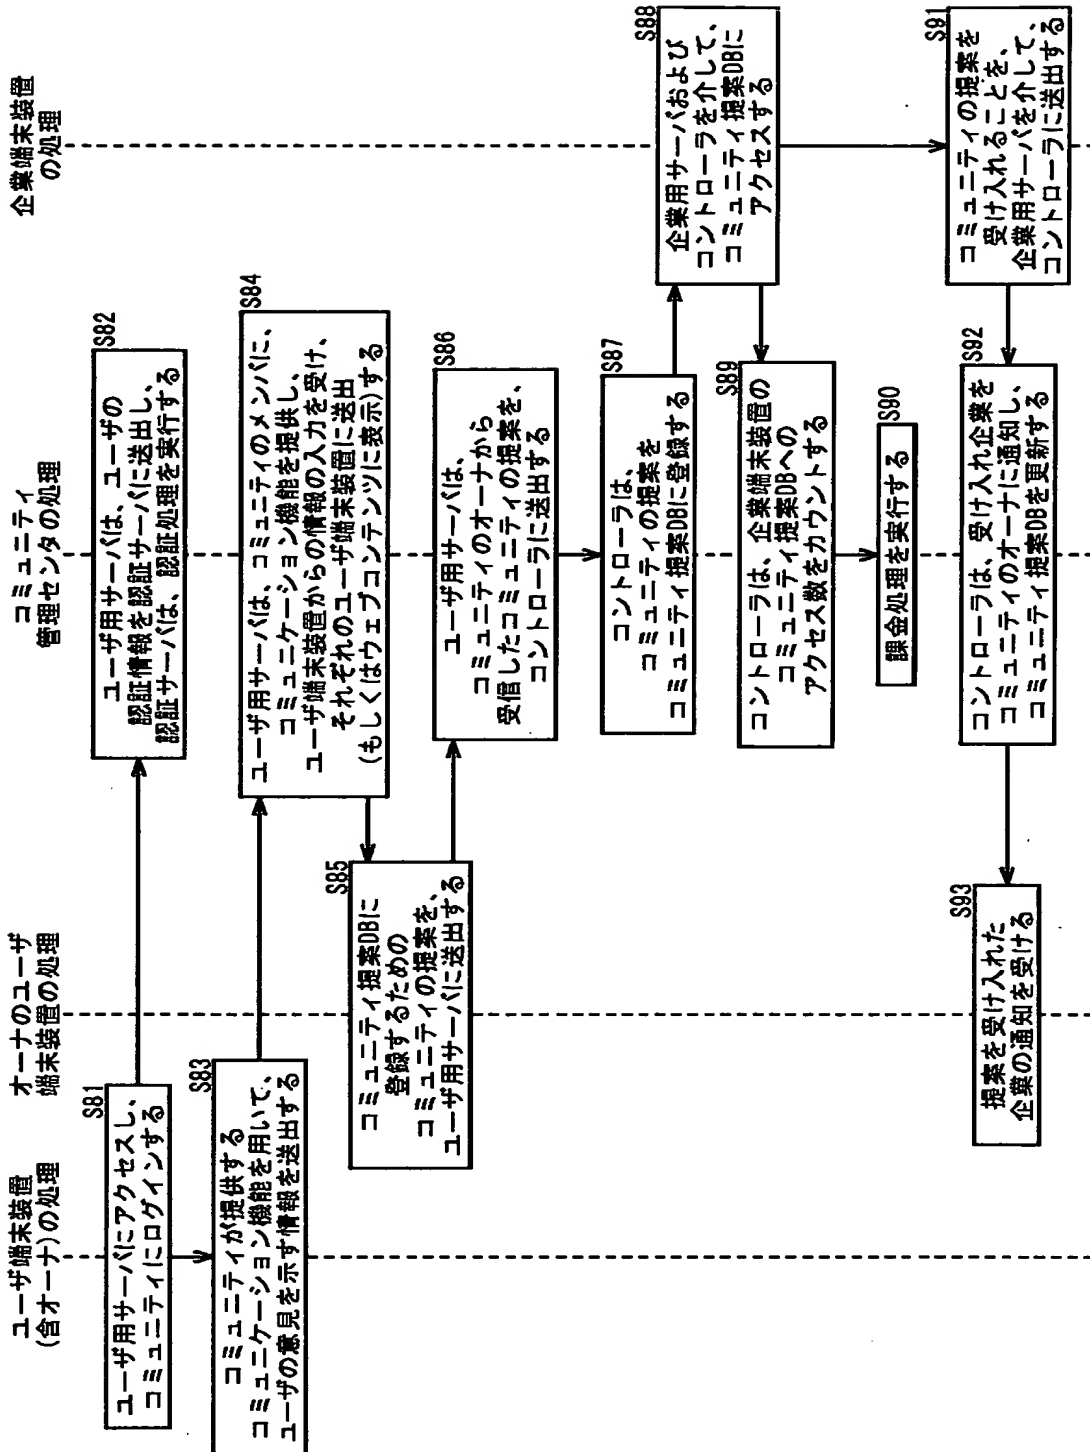 ユーザ端末装置
(含オーナ)の処理
オーナのユーザ
端末装置の処理
コミュニティ
管理センタの処理
企業端末装置
の処理
S81
ユーザ用サーバにアクセスし、
コミュニティにログインする
S82
ユーザ用サーバは、ユーザの
認証情報を認証サーバに送出し、
認証サーバは、認証処理を実行する
S83
コミュニティが提供する
コミュニケーション機能を用いて、
ユーザの意見を示す情報を送出する
S84
ユーザ用サーバは、コミュニティのメンバに、
コミュニケーション機能を提供し、
ユーザ端末装置からの情報の入力を受け、
それぞれのユーザ端末装置に送出
(もしくはウェブコンテンツに表示)する
S85
コミュニティ提案DBに
登録するための
コミュニティの提案を、
ユーザ用サーバに送出する
S86
ユーザ用サーバは、
コミュニティのオーナから
受信したコミュニティの提案を、
コントローラに送出する
S87
コントローラは、
コミュニティの提案を
コミュニティ提案DBに登録する
S88
企業用サーバおよび
コントローラを介して、
コミュニティ提案DBに
アクセスする
S89
コントローラは、企業端末装置の
コミュニティ提案DBへの
アクセス数をカウントする
S90
課金処理を実行する
S91
コミュニティの提案を
受け入れることを、
企業用サーバを介して、
コントローラに送出する
S92
コントローラは、受け入れ企業を
コミュニティのオーナに通知し、
コミュニティ提案DBを更新する
S93
提案を受け入れた
企業の通知を受ける